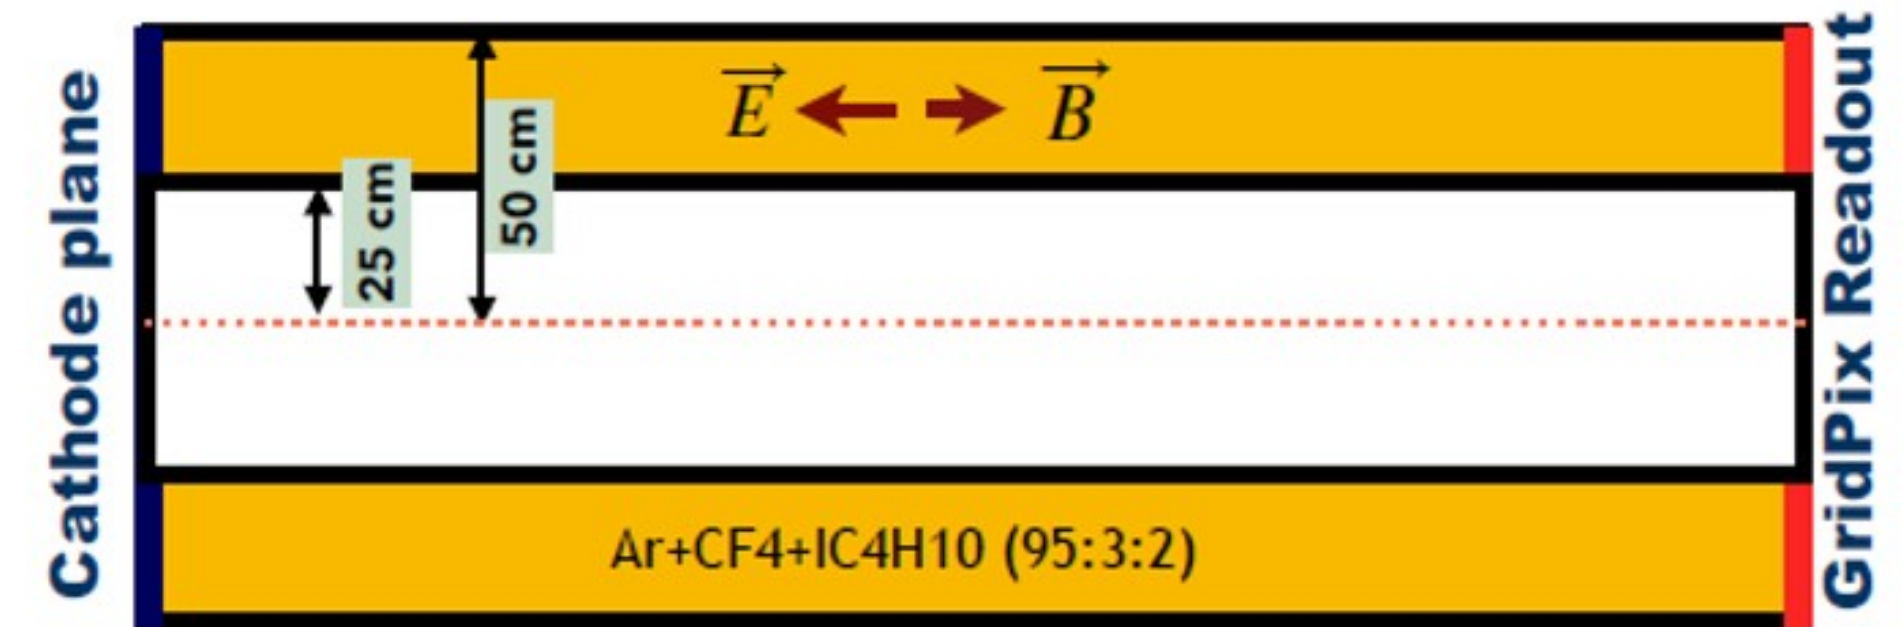 Cathode plane
25 cm
50 cm
E
B
Ar+CF4+IC4H10 (95:3:2)
GridPix Readout